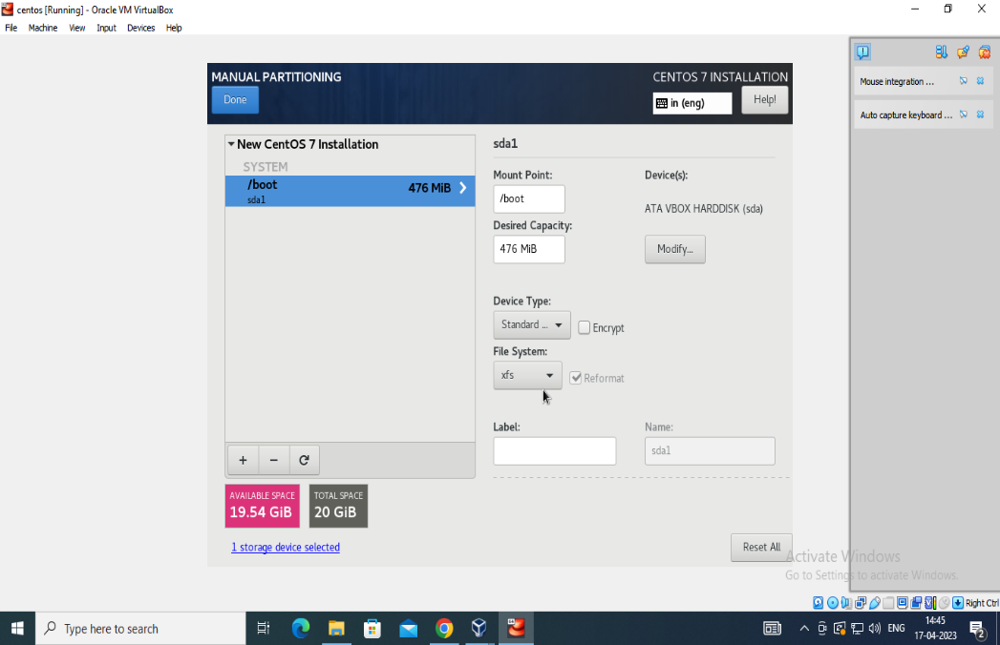 centos [Running] - Oracle VM VirtualBox
File Machine View Input Devices Help
MANUAL PARTITIONING
Done
CENTOS 7 INSTALLATION
in (eng)
Help!
Mouse integration ...
Auto capture keyboard ...
New CentOS 7 Installation
SYSTEM
/boot
476 MiB
sda1
sda1
Mount Point:
/boot
Device(s):
ATA VBOX HARDDISK (sda)
Desired Capacity:
476 MiB
Modify...
Device Type:
Standard ...
Encrypt
File System:
xfs
Reformat
Label:
Name:
sda1
+ -
AVAILABLE SPACE
19.54 GiB
TOTAL SPACE
20 GiB
1 storage device selected
Reset All
Activate Windows
Go to Settings to activate Windows.
Right Ctrl
Type here to search
ENG
14:45
17-04-2023
2